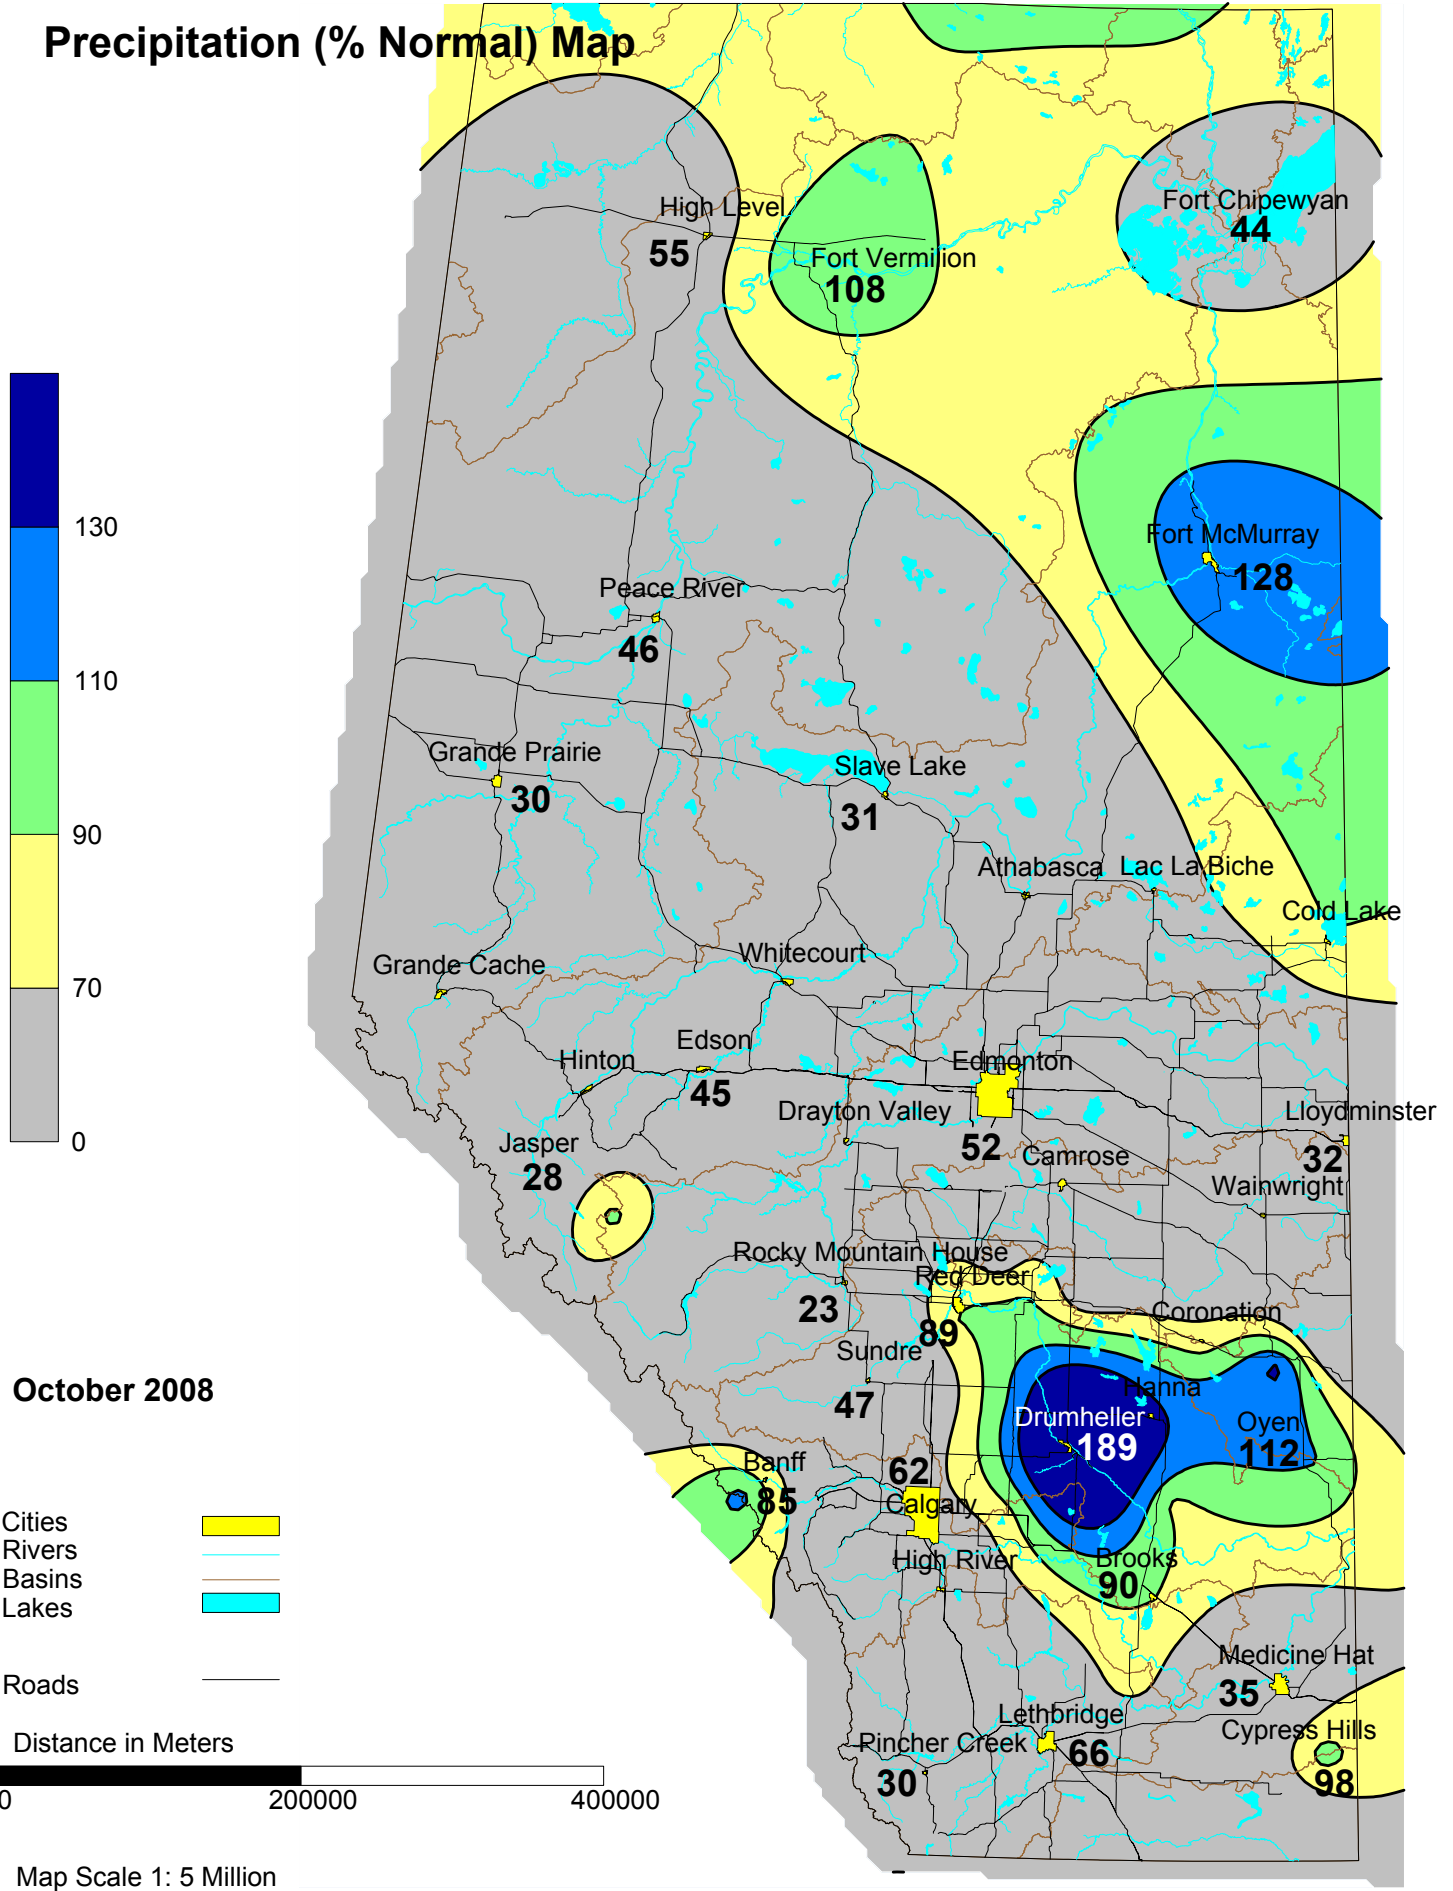 Precipitation (% Normal) Map
High Level
55
Fort Vermilion
108
Fort Chipewyan
44
130
110
90
70
0
Fort McMurray
128
Peace River
46
Grande Prairie
30
Slave Lake
31
Athabasca
Lac La Biche
Cold Lake
Grande Cache
Whitecourt
Edson
45
Hinton
Edmonton
52
Drayton Valley
Lloydminster
32
Jasper
28
Camrose
Wainwright
Rocky Mountain House
23
Red Deer
89
Coronation
Sundre
47
October 2008
Hanna
Drumheller
189
Oyen
112
Banff
85
62
Calgary
High River
Brooks
90
Cities
Rivers
Basins
Lakes
Roads
Medicine Hat
35
Lethbridge
66
Cypress Hills
98
Pincher Creek
30
Distance in Meters
0
200000
400000
Map Scale 1: 5 Million